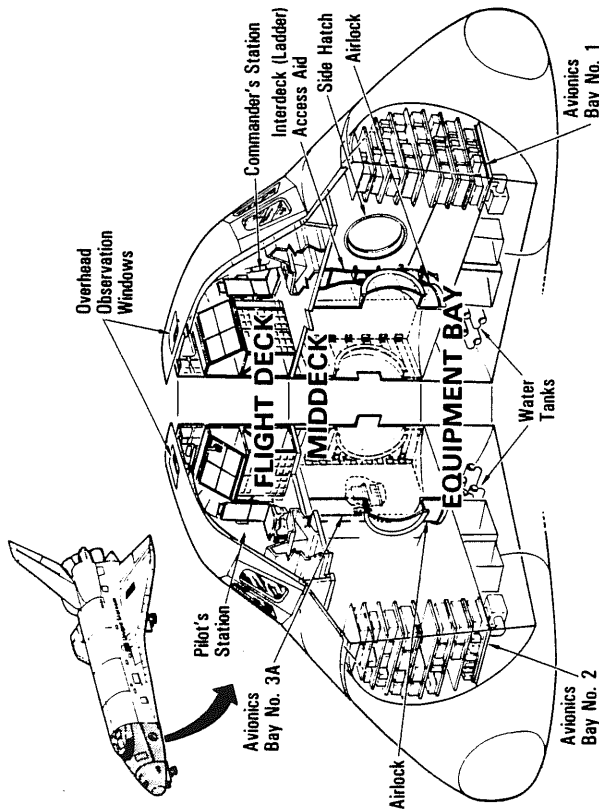 Overhead
Observation
Windows
Commander's Station
Interdeck (Ladder)
Access Aid
Side Hatch
Airlock
Pilot's
Station
Avionics
Bay No. 3A
FLIGHT DECK
MIDDECK
EQUIPMENT BAY
Airlock
Water
Tanks
Avionics
Bay No. 2
Avionics
Bay No. 1